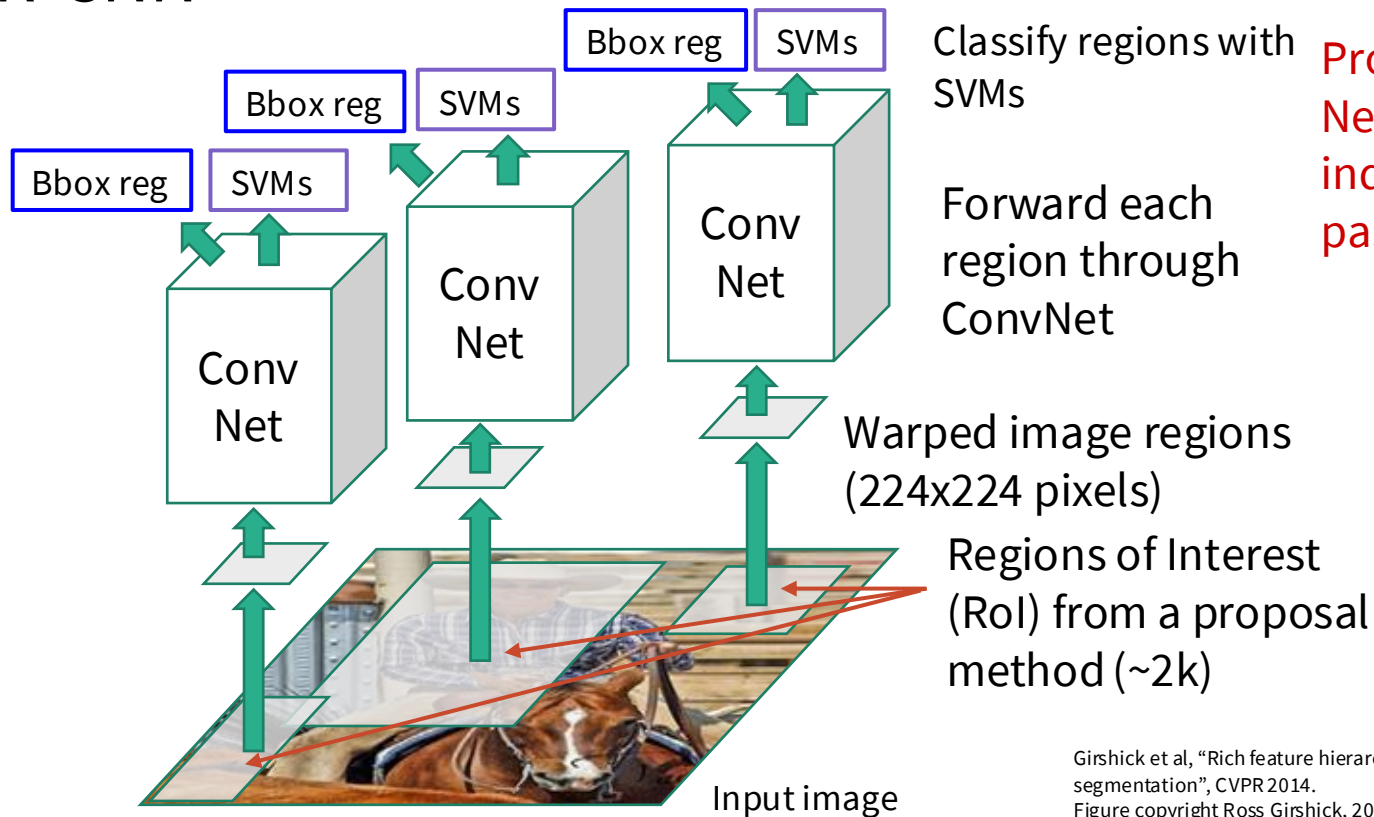 Bbox reg
SVMs
Classify regions with
SVMs
Bbox reg
SVMs
Bbox reg
SVMs
Forward each
region through
ConvNet
Conv
Net
Conv
Net
Conv
Net
Warped image regions
(224x224 pixels)
Regions of Interest
(RoI) from a proposal
method (~2k)
Input image
Girshick et al, “Rich feature
segmentation”, CVPR 2014.
Figure copyright Ross Girshick,